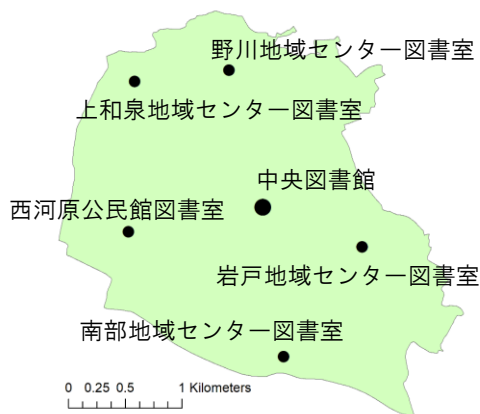 野川地域センター図書室
上和泉地域センター図書室
中央図書館
西河原公民館図書室
岩戸地域センター図書室
南部地域センター図書室
0 0.25 0.5 1 Kilometers